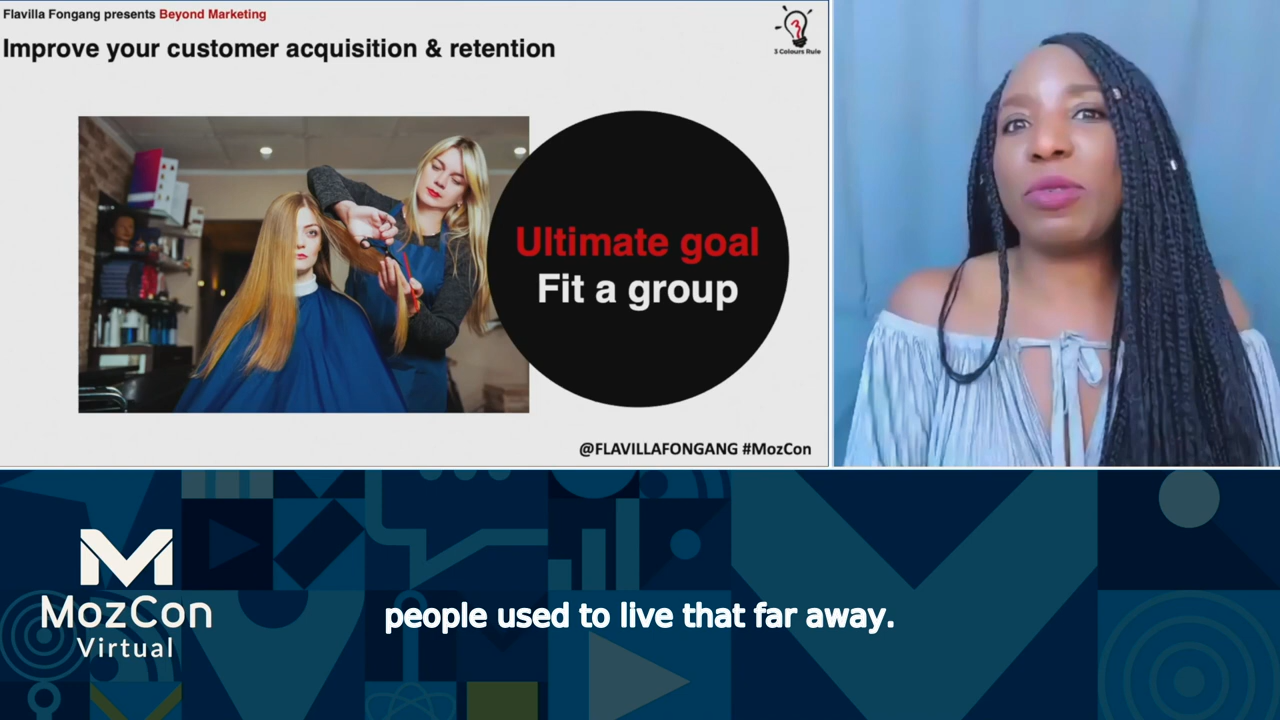 Flavilla Fongang presents Beyond Marketing
Improve your customer acquisition & retention
3
3 Colours Rule
Ultimate goal
Fit a group
@FLAVILLAFONGANG #MozCon
M
MozCon
Virtual
people used to live that far away.